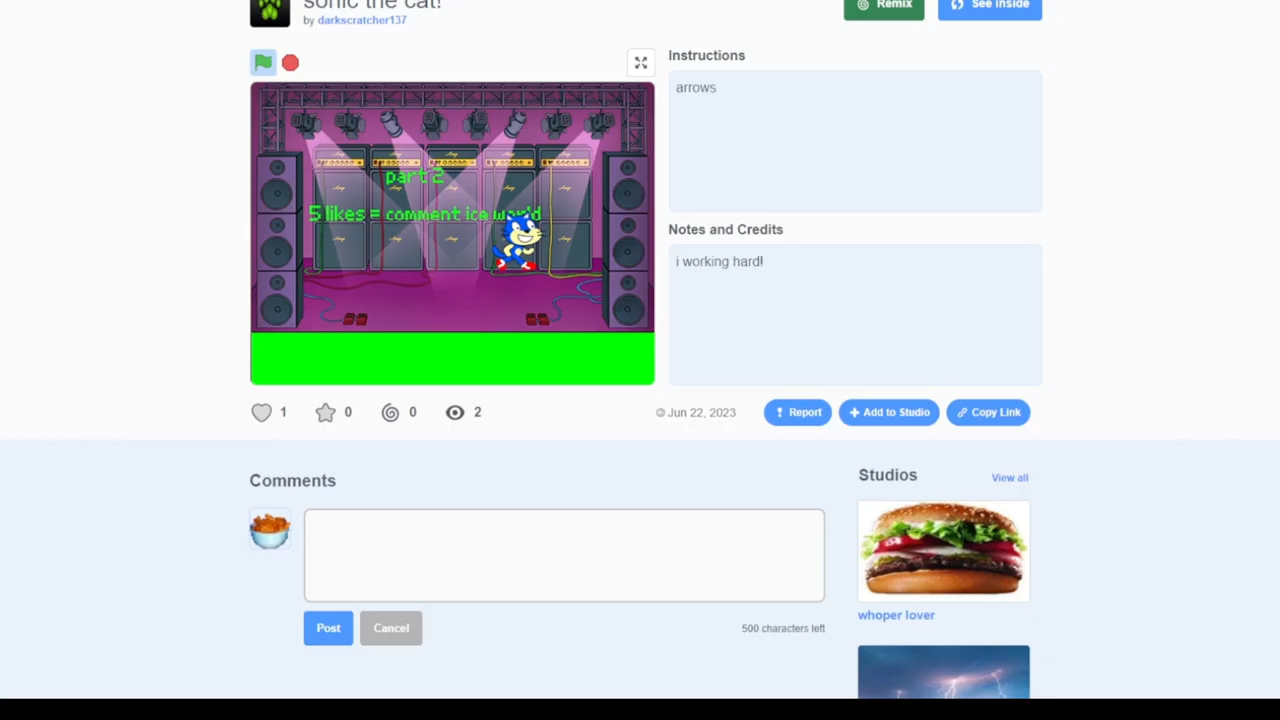 sonic the cat!
by darkscratcher137
Remix
See inside
Instructions
arrows
part 2
5 likes = comment ice world
Notes and Credits
i working hard!
1
0
0
2
© Jun 22, 2023
Report
Add to Studio
Copy Link
Comments
Studios
View all
Post
Cancel
500 characters left
whoper lover